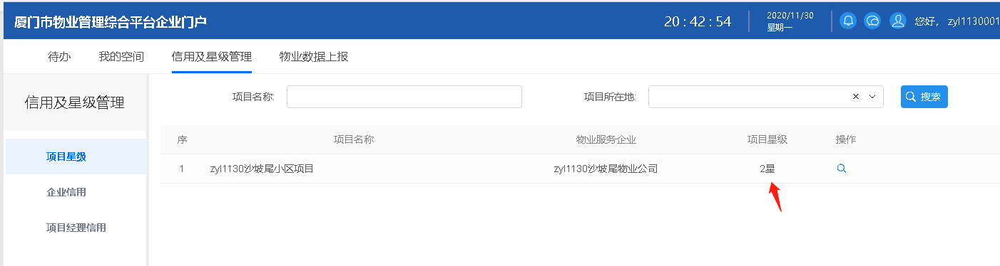 厦门市物业管理综合平台企业门户
20 : 42 : 54
2020/11/30
星期一
您好， zyl1130001
待办 我的空间 信用及星级管理 物业数据上报
信用及星级管理
项目星级
企业信用
项目经理信用
项目名称: 项目所在地: 搜索
序 项目名称 物业服务企业 项目星级 操作
1 zyl1130沙坡尾小区项目 zyl1130沙坡尾物业公司 2星